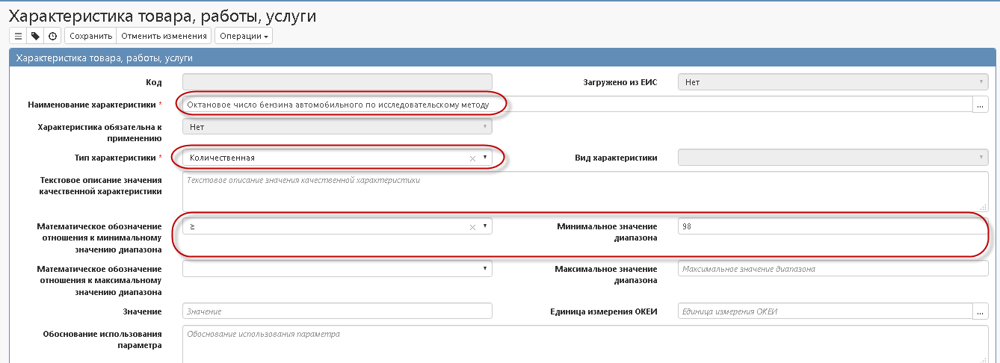 Характеристика товара, работы, услуги
Сохранить Отменить изменения Операции
Характеристика товара, работы, услуги
Код Загружено из ЕИС Нет
Наименование характеристики * Октановое число бензина автомобильного по исследовательскому методу ...
Характеристика обязательна к Нет
применению
Тип характеристики * Количественная × Вид характеристики
Текстовое описание значения Текстовое описание значения качественной характеристики
качественной характеристики
Математическое обозначение ≥ × Минимальное значение 98
отношения к минимальному диапазона
значению диапазона
Математическое обозначение Максимальное значение Максимальное значение диапазона
отношения к максимальному диапазона
значению диапазона
Значение Значение Единица измерения ОКЕИ Единица измерения ОКЕИ ...
Обоснование использования Обоснование использования параметра
параметра